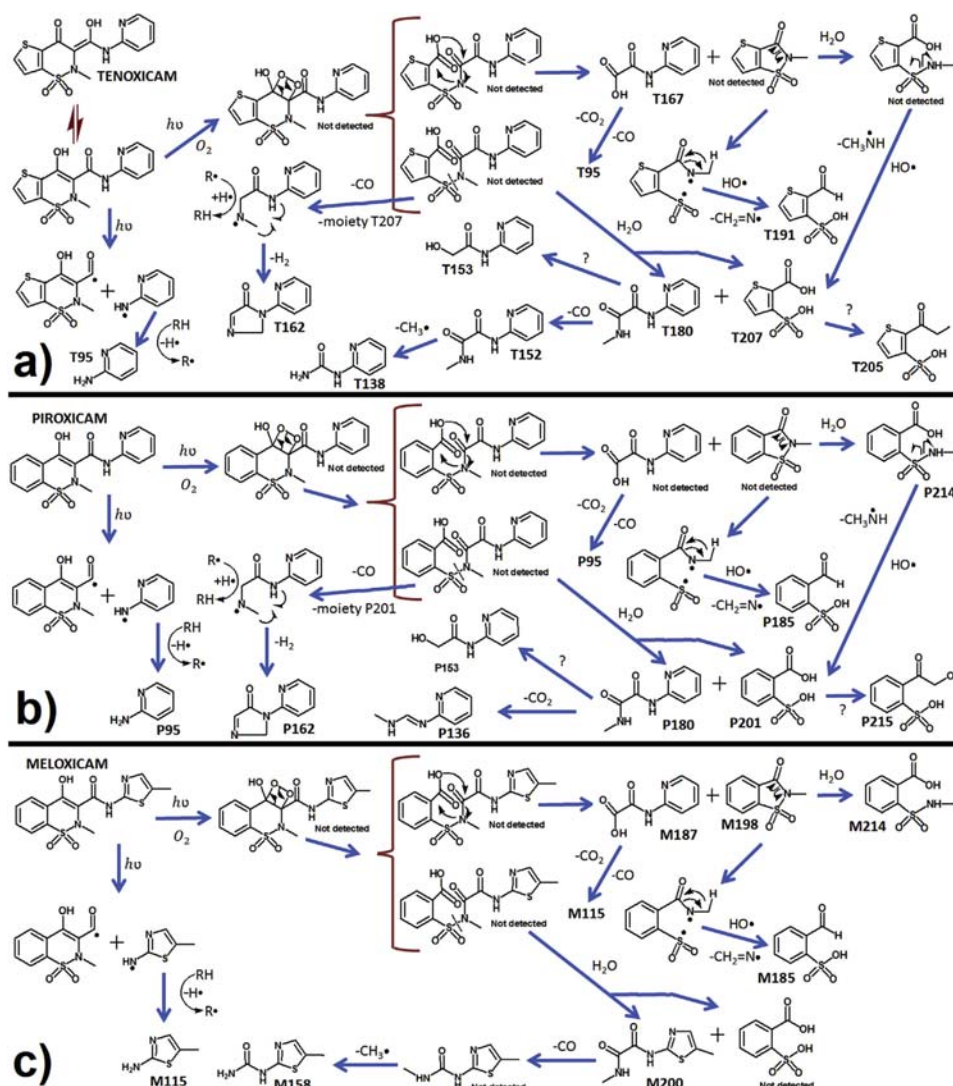 TENOXICAM
hυ
O₂
Not detected
Not detected
Not detected
T167
+
Not detected
H₂O
Not detected
hυ
-CO₂
-CO
T95
R•
+H•
RH
-CO
-moiety T207
-H₂
T162
HO•
-CH₂=N•
T191
-CH₃ṄH
HO•
H₂O
T153
?
T180
+
T207
?
T205
+
T95
RH
-H•
R•
-CO
T152
-CH₃•
T138
a)
PIROXICAM
hυ
O₂
Not detected
Not detected
Not detected
Not detected
+
Not detected
H₂O
P214
hυ
-CO₂
-CO
P95
R•
+H•
RH
-CO
-moiety P201
-H₂
P162
HO•
-CH₂=N•
P185
-CH₃ṄH
HO•
H₂O
P153
?
P180
+
P201
?
P215
+
RH
-H•
R•
P95
-CO₂
P136
b)
MELOXICAM
hυ
O₂
Not detected
Not detected
Not detected
M187
+
M198
H₂O
M214
hυ
-CO₂
-CO
M115
HO•
-CH₂=N•
M185
H₂O
+
RH
-H•
R•
M115
M158
-CH₃•
Not detected
-CO
M200
+
Not detected
c)